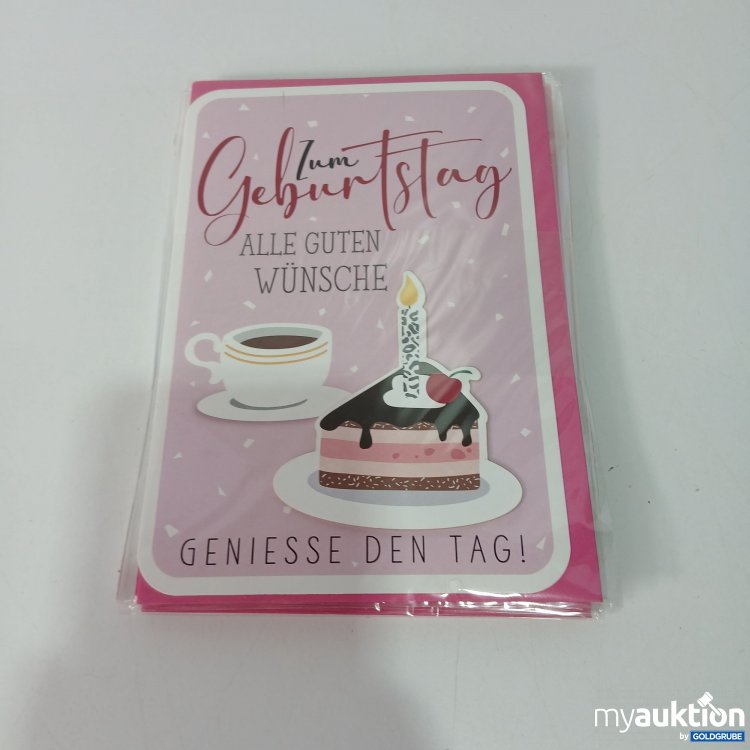 Zum
Geburtstag
ALLE GUTEN
WÜNSCHE
GENIESSE DEN TAG!
myauktion
by GOLDGRUBE